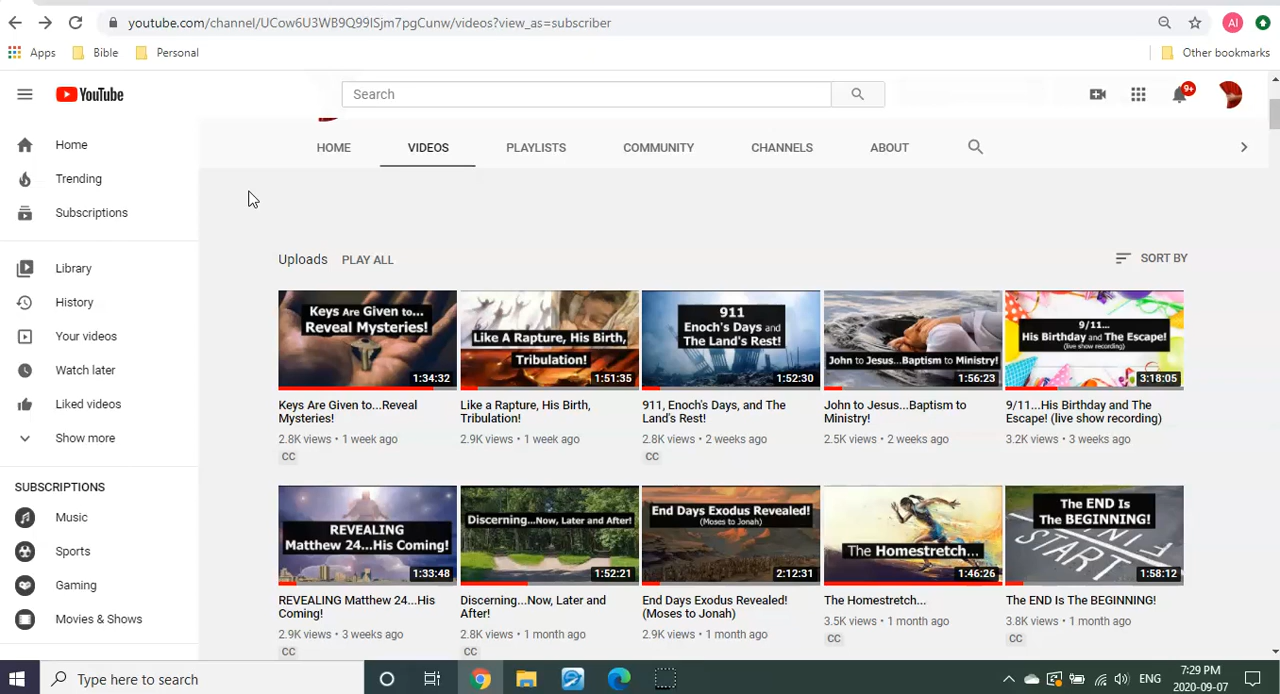 youtube.com/channel/UCow6U3WB9Q99ISjm7pgCunw/videos?view_as=subscriber
AI
Apps Bible Personal Other bookmarks
YouTube
Search
9+
HOME VIDEOS PLAYLISTS COMMUNITY CHANNELS ABOUT
Home
Trending
Subscriptions
Library
History
Your videos
Watch later
Liked videos
Show more
SUBSCRIPTIONS
Music
Sports
Gaming
Movies & Shows
Uploads PLAY ALL SORT BY
Keys Are Given to...
Reveal Mysteries!
1:34:32
Keys Are Given to...Reveal
Mysteries!
2.8K views • 1 week ago
CC
Like A Rapture, His Birth,
Tribulation!
1:51:35
Like a Rapture, His Birth,
Tribulation!
2.9K views • 1 week ago
911
Enoch's Days and
The Land's Rest!
1:52:30
911, Enoch's Days, and The
Land's Rest!
2.8K views • 2 weeks ago
CC
John to Jesus...Baptism to Ministry!
1:56:23
John to Jesus...Baptism to
Ministry!
2.5K views • 2 weeks ago
9/11...
His Birthday and The Escape!
(live show recording)
3:18:05
9/11...His Birthday and The
Escape! (live show recording)
3.2K views • 3 weeks ago
REVEALING
Matthew 24...His Coming!
1:33:48
REVEALING Matthew 24...His
Coming!
2.9K views • 3 weeks ago
CC
Discerning...Now, Later and After!
1:52:21
Discerning...Now, Later and
After!
2.8K views • 1 month ago
CC
End Days Exodus Revealed!
(Moses to Jonah)
2:12:31
End Days Exodus Revealed!
(Moses to Jonah)
2.9K views • 1 month ago
The Homestretch...
1:46:26
The Homestretch...
3.5K views • 1 month ago
CC
The END Is
The BEGINNING!
FINISH
START
1:58:12
The END Is The BEGINNING!
3.8K views • 1 month ago
CC
Type here to search
ENG
7:29 PM
2020-09-07